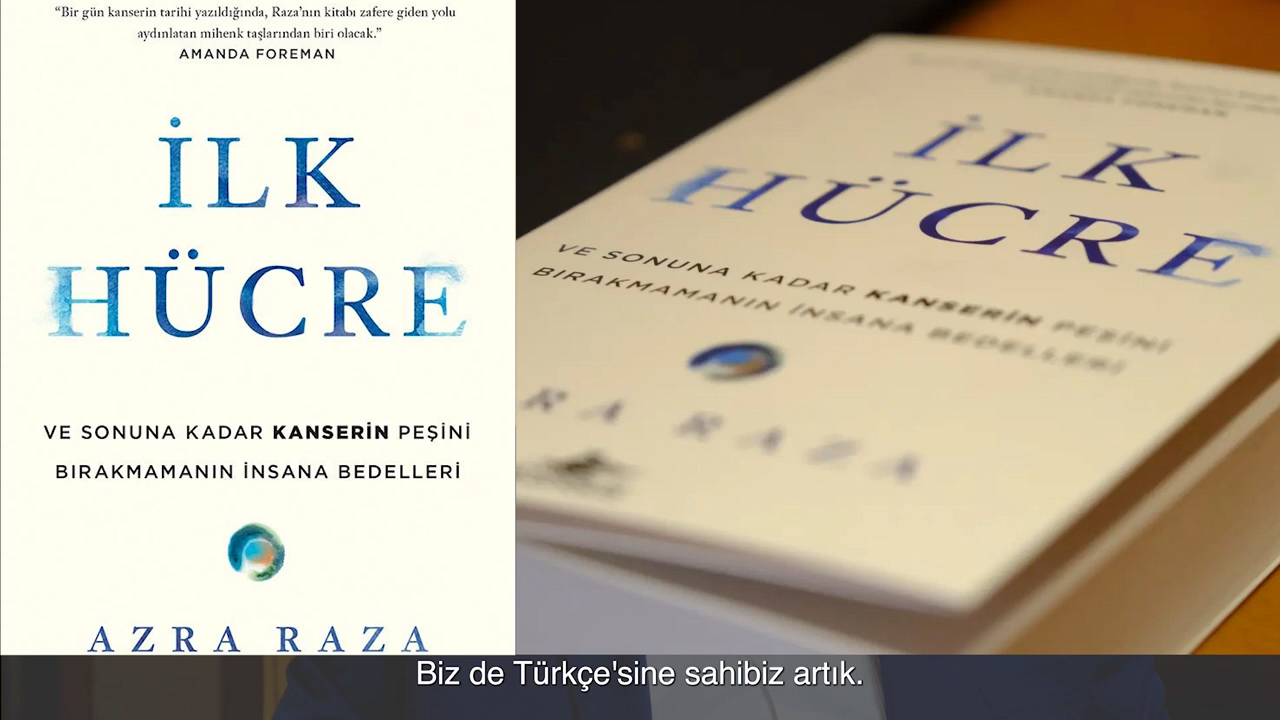 “Bir gün kanserin tarihi yazıldığında, Raza’nın kitabı zafere giden yolu
aydınlatan mihenk taşlarından biri olacak.”
AMANDA FOREMAN
İLK
HÜCRE
VE SONUNA KADAR KANSERİN PEŞİNİ
BIRAKMAMANIN İNSANA BEDELLERİ
AZRA RAZA
İLK
HÜCRE
VE SONUNA KADAR KANSERİN PEŞİNİ
BIRAKMAMANIN İNSANA BEDELLERİ
RA RAZA
Biz de Türkçe'sine sahibiz artık.